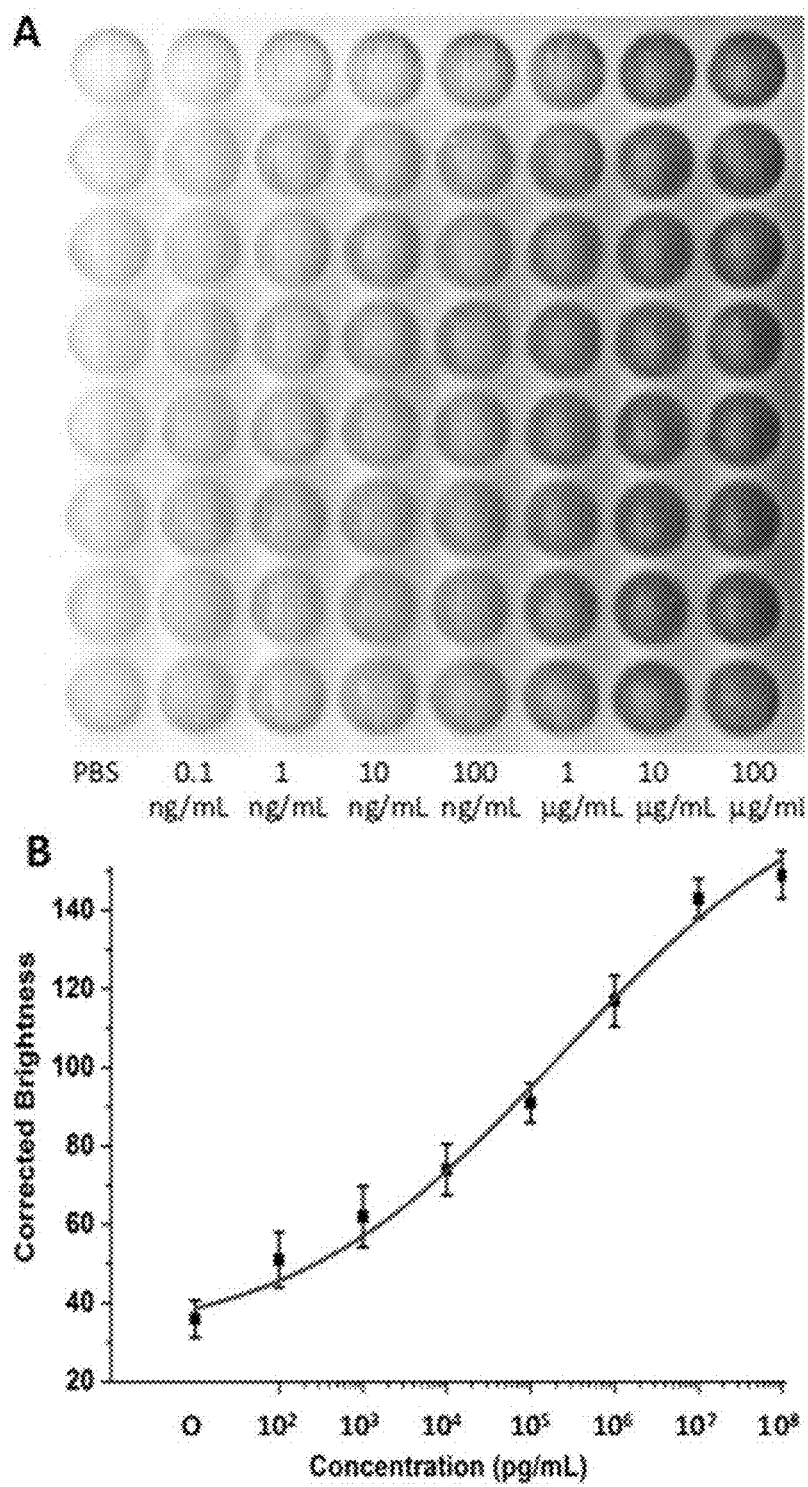 A
PBS 0.1 1 10 100 1 10 100
ng/mL ng/mL ng/mL ng/mL µg/mL µg/mL µg/ml
B
140
120
100
80
60
40
20
Corrected Brightness
O 10² 10³ 10⁴ 10⁵ 10⁶ 10⁷ 10⁸
Concentration (pg/mL)